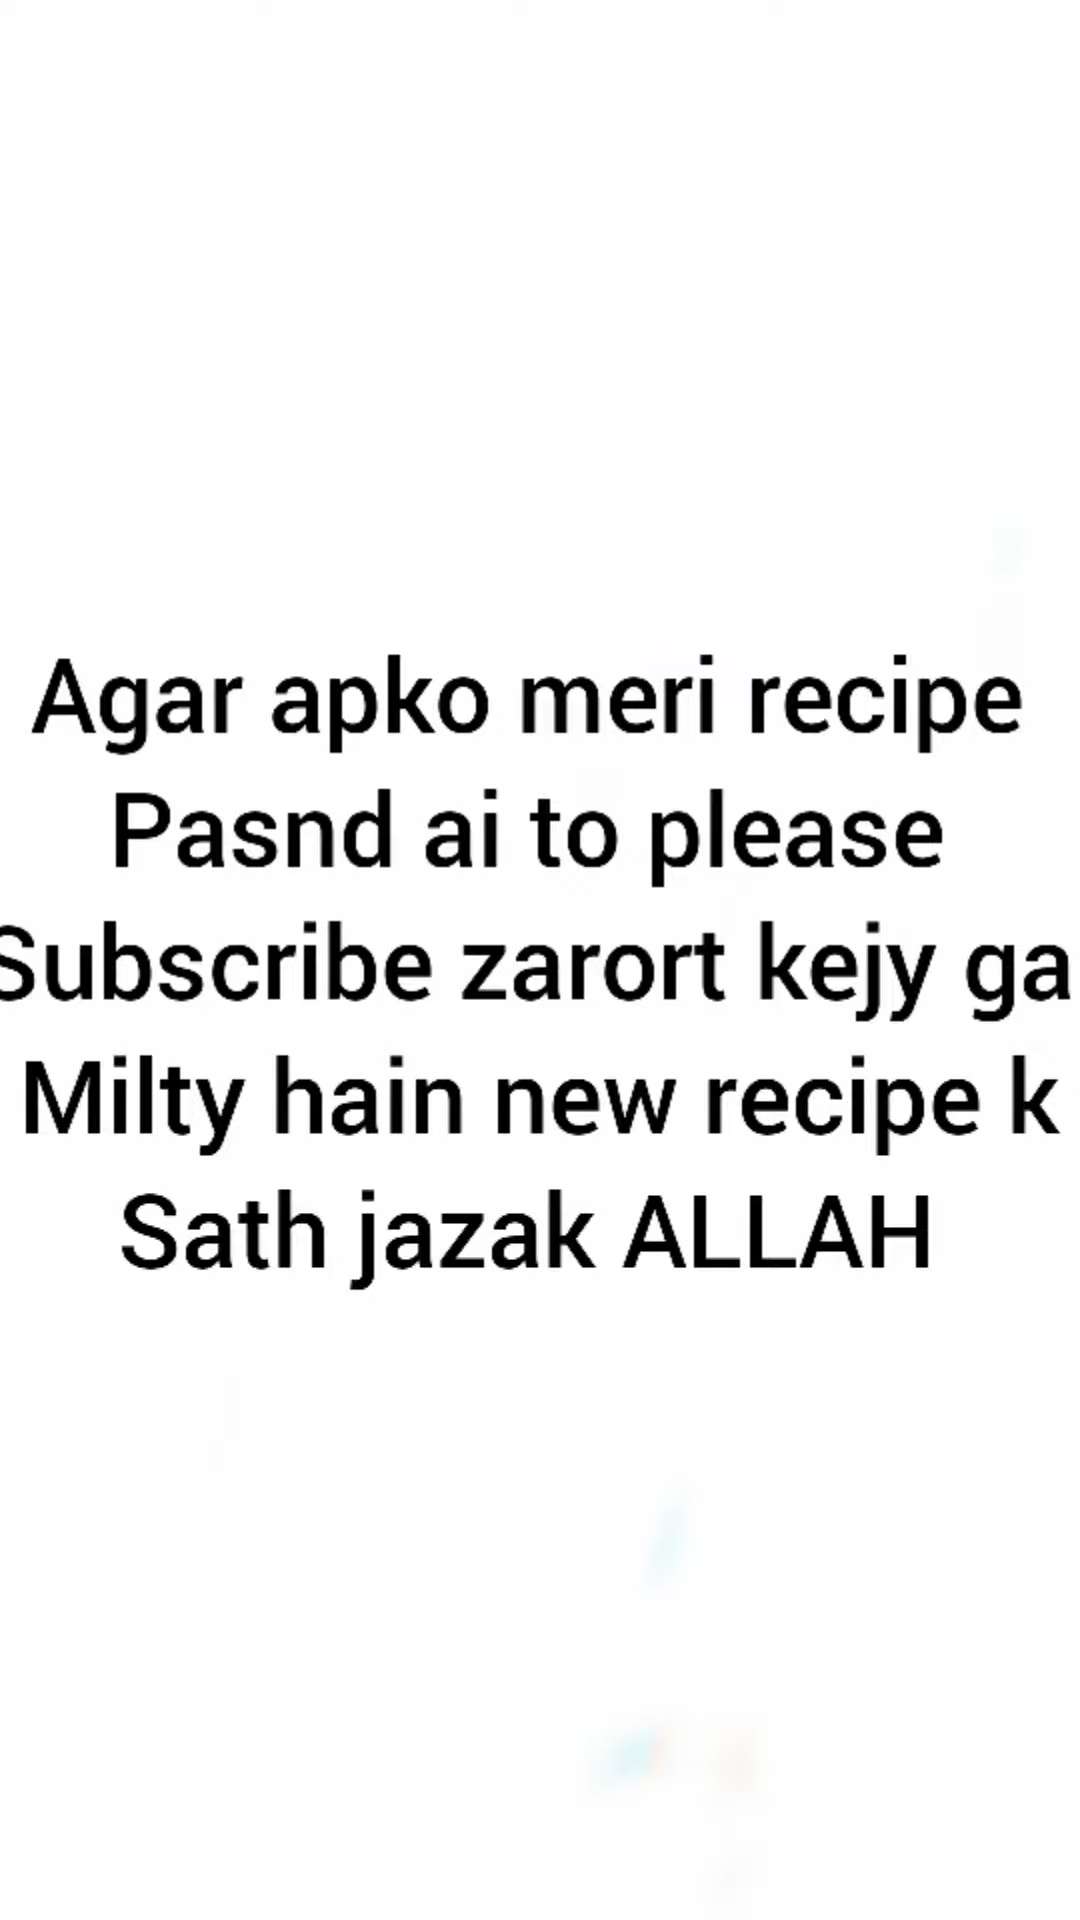 Agar apko meri recipe
Pasnd ai to please
Subscribe zarort kejy ga
Milty hain new recipe k
Sath jazak ALLAH